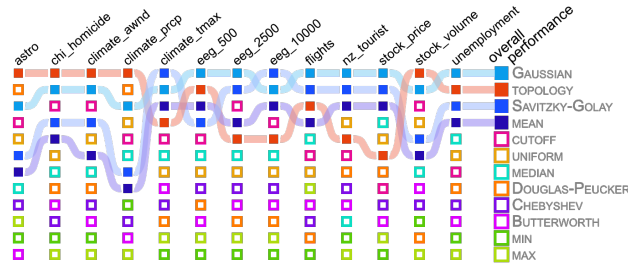 astro
chi_homicide
climate_awnd
climate_prcp
climate_tmax
eeg_500
eeg_2500
eeg_10000
flights
nz_tourist
stock_price
stock_volume
unemployment
overall
performance
GAUSSIAN
TOPOLOGY
SAVITZKY-GOLAY
MEAN
CUTOFF
UNIFORM
MEDIAN
DOUGLAS-PEUCKER
CHEBYSHEV
BUTTERWORTH
MIN
MAX